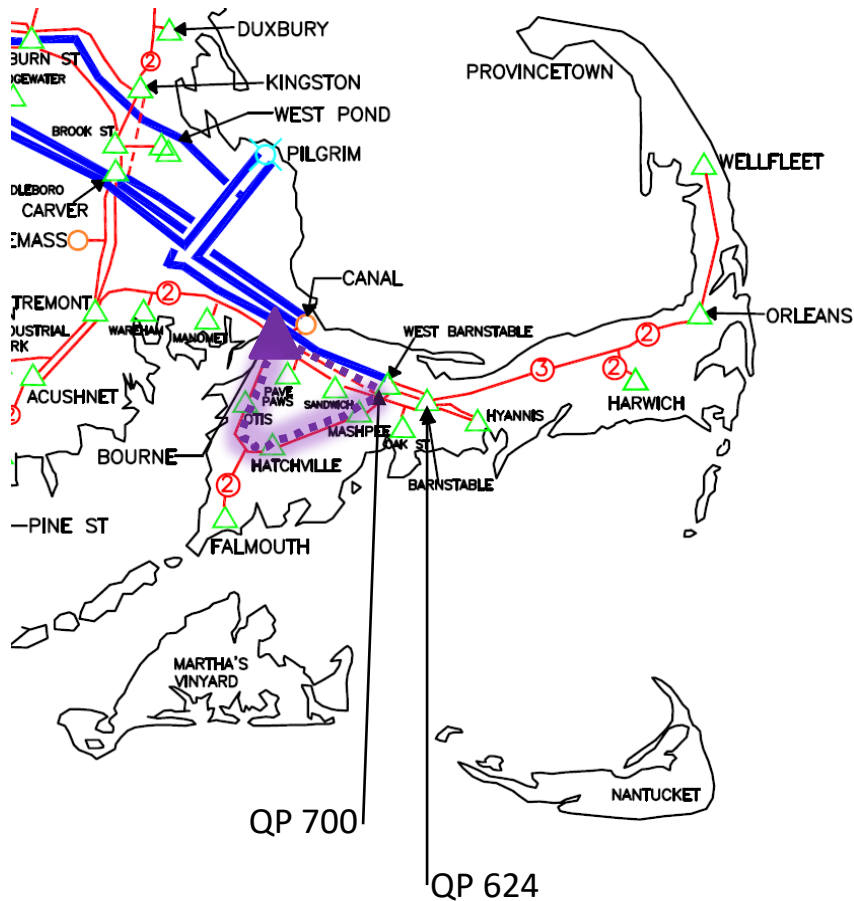 DUXBURY
BURN ST
2
DGEWATER
KINGSTON
WEST POND
PROVINCETOWN
BROOK ST
PILGRIM
WELLFLEET
DLEBORO
CARVER
EMASS
CANAL
TREMONT
2
ORLEANS
DUSTRIAL
RK
WAREHAM
MANOMET
WEST BARNSTABLE
2
3
2
ACUSHNET
PAVE
PAWS
SANDWICH
HARWICH
OTIS
MASHPEE
OAK ST
HYANNIS
BOURNE
HATCHVILLE
BARNSTABLE
2
PINE ST
FALMOUTH
MARTHA'S
VINYARD
NANTUCKET
QP 700
QP 624